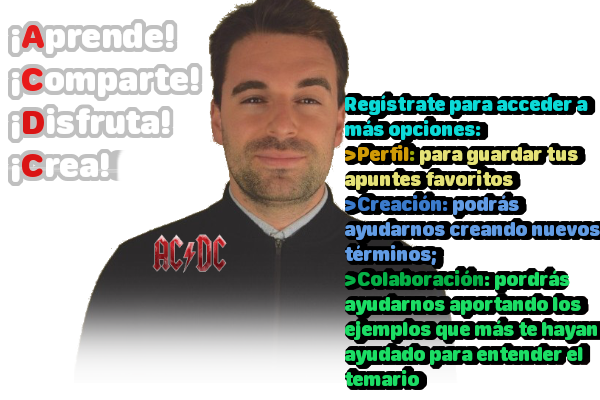 ¡Aprende!
¡Comparte!
¡Disfruta!
¡Crea!
AC DC
Regístrate para acceder a
más opciones:
>Perfil: para guardar tus
apuntes favoritos
>Creación: podrás
ayudarnos creando nuevos
términos;
>Colaboración: pordrás
ayudarnos aportando los
ejemplos que más te hayan
ayudado para entender el
temario